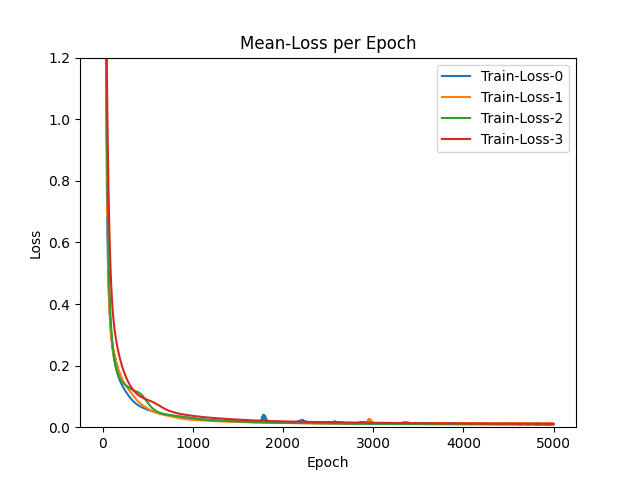 Mean-Loss per Epoch
1.2
1.0
0.8
0.6
0.4
0.2
0.0
Loss
Train-Loss-0
Train-Loss-1
Train-Loss-2
Train-Loss-3
0 1000 2000 3000 4000 5000
Epoch